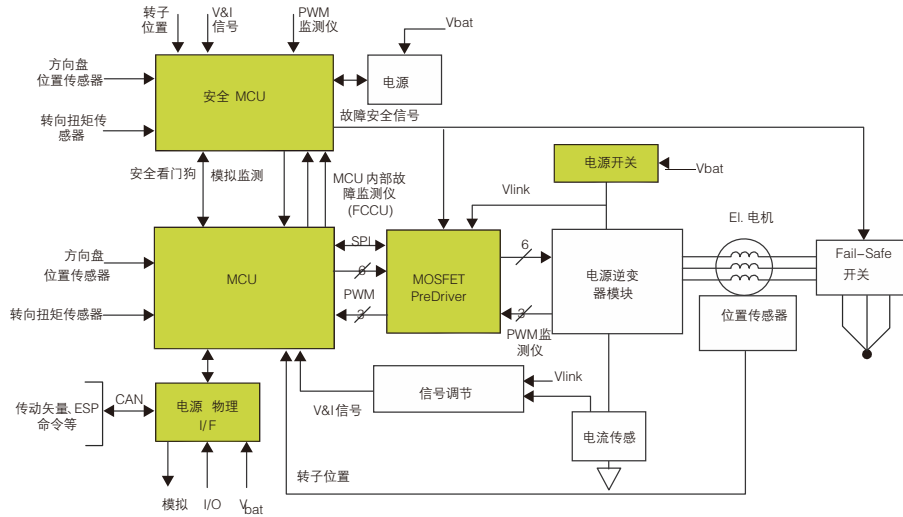 转子
位置
V&I
信号
PWM
监测仪
Vbat
方向盘
位置传感器
安全 MCU
电源
转向扭矩传
感器
故障安全信号
安全看门狗
模拟监测
MCU 内部故
障监测仪
(FCCU)
电源开关
Vbat
Vlink
El. 电机
方向盘
位置传感器
MCU
SPI
6
PWM
3
MOSFET
PreDriver
6
3
PWM监
测仪
电源逆变
器模块
Fail-Safe
开关
转向扭矩传感器
位置传感器
传动矢量、ESP
命令等
CAN
电源 物理
I/F
V&I 信号
信号调节
Vlink
电流传感
转子位置
模拟
I/O
Vbat